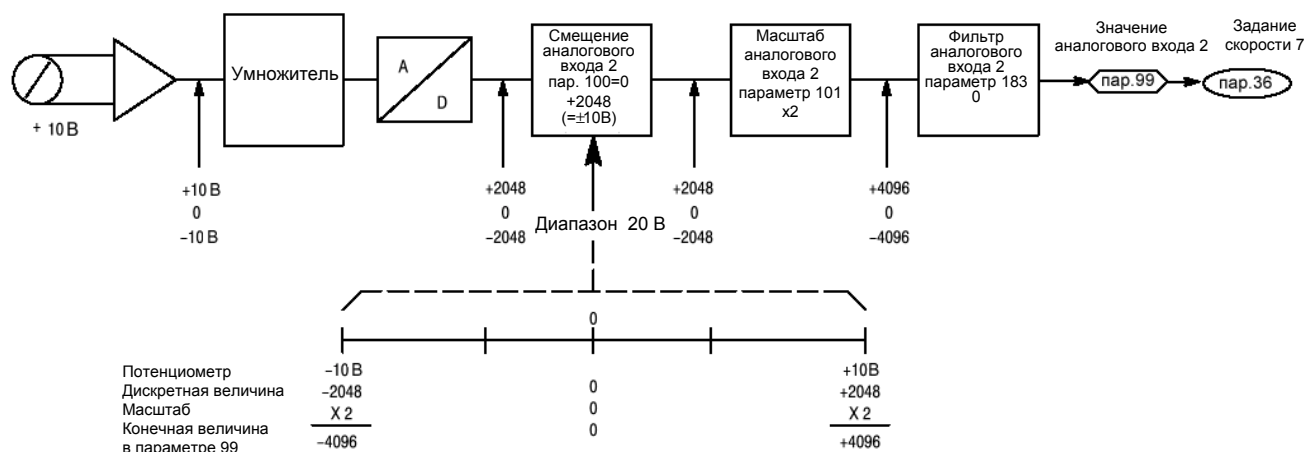 + 10 В
Умножитель
A
D
Смещение
аналогового
входа 2
пар. 100=0
+2048
(=±10В)
Масштаб
аналогового
входа 2
параметр 101
x2
Фильтр
аналогового
входа 2
параметр 183
0
Значение
аналогового входа 2
Задание
скорости 7
пар.99
пар.36
+10 В
0
−10 В
+2048
0
−2048
Диапазон 20 В
+2048
0
−2048
+4096
0
−4096
0
Потенциометр −10 В +10В
Дискретная величина −2048 0 +2048
Масштаб X 2 0 X 2
Конечная величина 0
в параметре 99 −4096 +4096